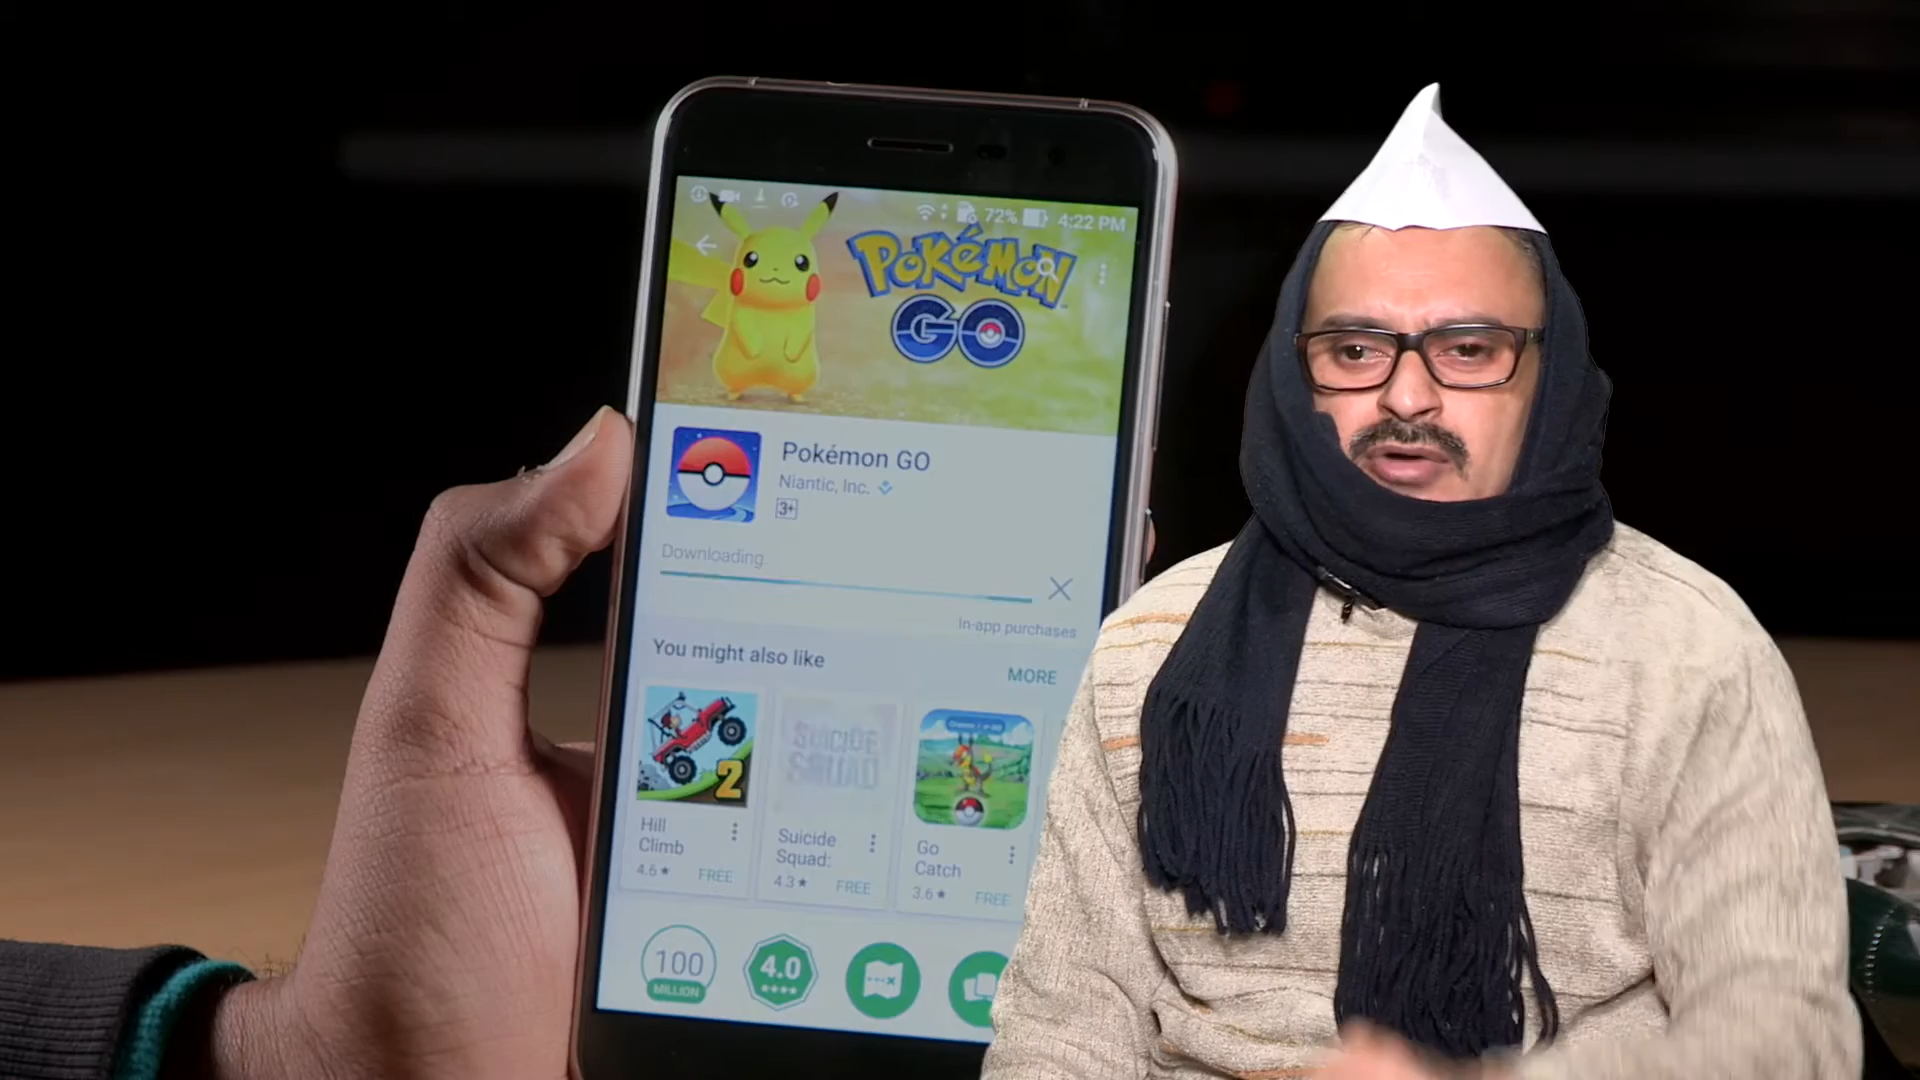 72% 4:22 PM
POKéMON
GO
Pokémon GO
Niantic, Inc.
3+
Downloading
In-app purchases
You might also like
MORE
2
SUICIDE
SQUAD
Hill
Climb
4.6★ FREE
Suicide
Squad:
4.3★ FREE
Go
Catch
3.6★ FREE
100
MILLION
4.0